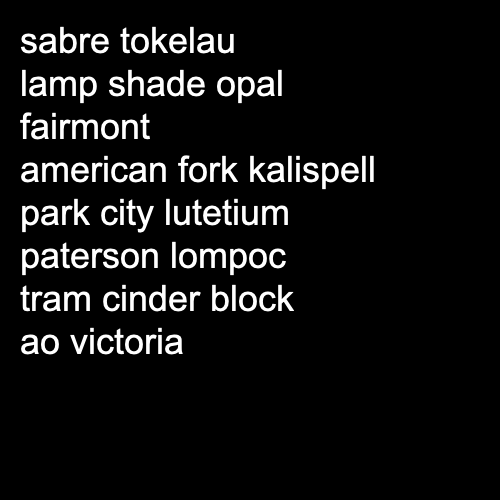 sabre tokelau
lamp shade opal
fairmont
american fork kalispell
park city lutetium
paterson lompoc
tram cinder block
ao victoria